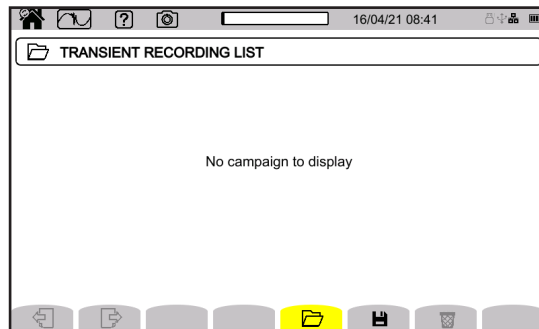 ?
16/04/21 08:41
TRANSIENT RECORDING LIST
No campaign to display